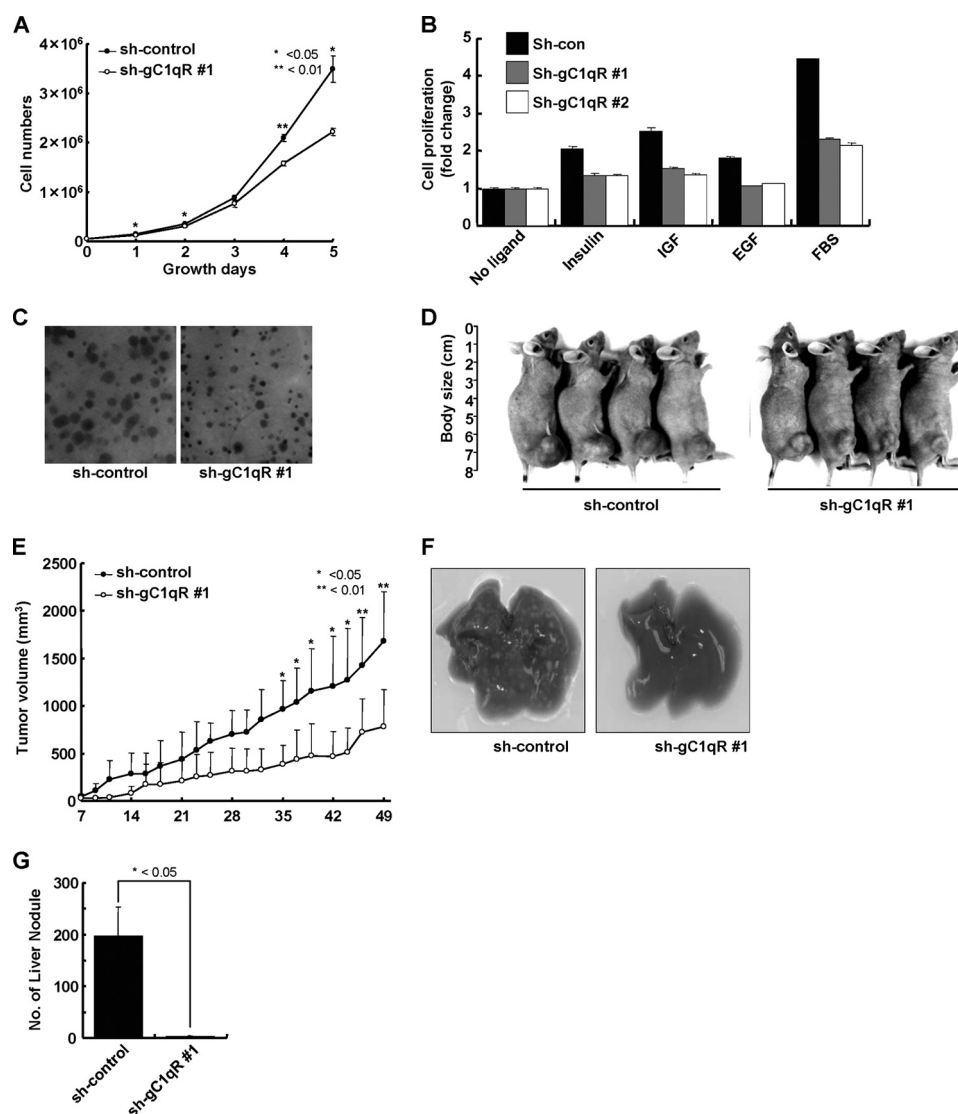 A
4×10⁶
3×10⁶
2×10⁶
1×10⁶
0
Cell numbers
sh-control
sh-gC1qR #1
* <0.05
** < 0.01
*
*
**
*
0 1 2 3 4 5
Growth days
B
6
5
4
3
2
1
0
Cell proliferation
(fold change)
Sh-con
Sh-gC1qR #1
Sh-gC1qR #2
No ligand
Insulin
IGF
EGF
FBS
C
sh-control
sh-gC1qR #1
D
Body size (cm)
0
1
2
3
4
5
6
7
8
sh-control
sh-gC1qR #1
E
2500
2000
1500
1000
500
0
Tumor volume (mm³)
sh-control
sh-gC1qR #1
* <0.05
** < 0.01
*
*
*
*
*
**
**
7 14 21 28 35 42 49
F
sh-control
sh-gC1qR #1
G
* < 0.05
300
200
100
0
No. of Liver Nodule
sh-control
sh-gC1qR #1